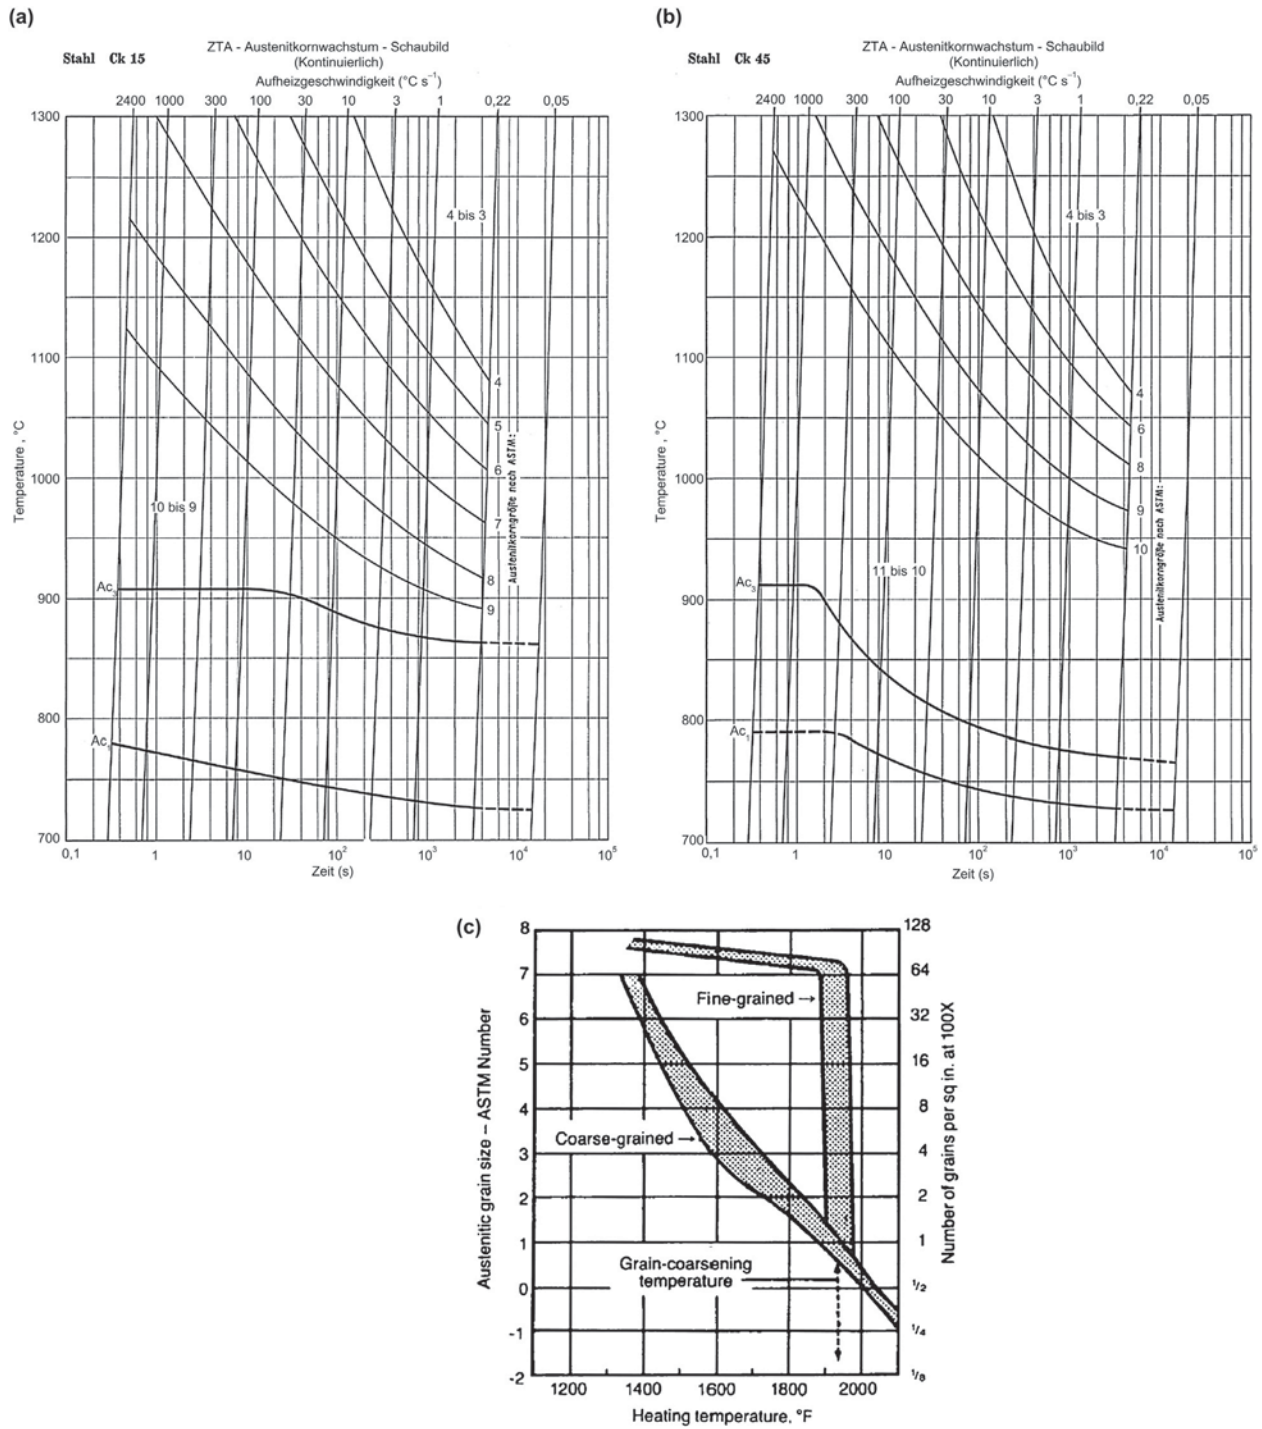 (a)
ZTA - Austenitkornwachstum - Schaubild
Stahl Ck 15
(Kontinuierlich)
Aufheizgeschwindigkeit (°C s⁻¹)
2400 1000 300 100 30 10 3 1 0,22 0,05
1300
1200
1100
1000
900
800
700
Temperature , °C
4 bis 3
10 bis 9
4
5
6
7
8
9
Austenitkorngröße nach ASTM:
Ac₃
Ac₁
0,1 1 10 10² 10³ 10⁴ 10⁵
Zeit (s)
(b)
ZTA - Austenitkornwachstum - Schaubild
Stahl Ck 45
(Kontinuierlich)
Aufheizgeschwindigkeit (°C s⁻¹)
2400 1000 300 100 30 10 3 1 0,22 0,05
1300
1200
1100
1000
900
800
700
Temperature , °C
4 bis 3
11 bis 10
4
6
8
9
10
Austenitkorngröße nach ASTM:
Ac₃
Ac₁
0,1 1 10 10² 10³ 10⁴ 10⁵
Zeit (s)
(c)
8
7
6
5
4
3
2
1
0
-1
-2
Austenitic grain size – ASTM Number
Fine-grained
Coarse-grained
Grain-coarsening
temperature
128
64
32
16
8
4
2
1
1/2
1/4
1/8
Number of grains per sq in. at 100X
1200 1400 1600 1800 2000
Heating temperature, °F